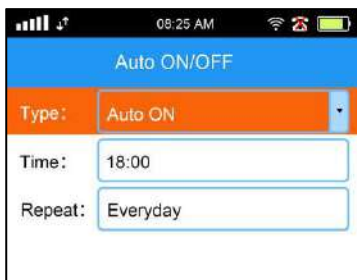 08:25 AM
Auto ON/OFF
Type: Auto ON
Time: 18:00
Repeat: Everyday